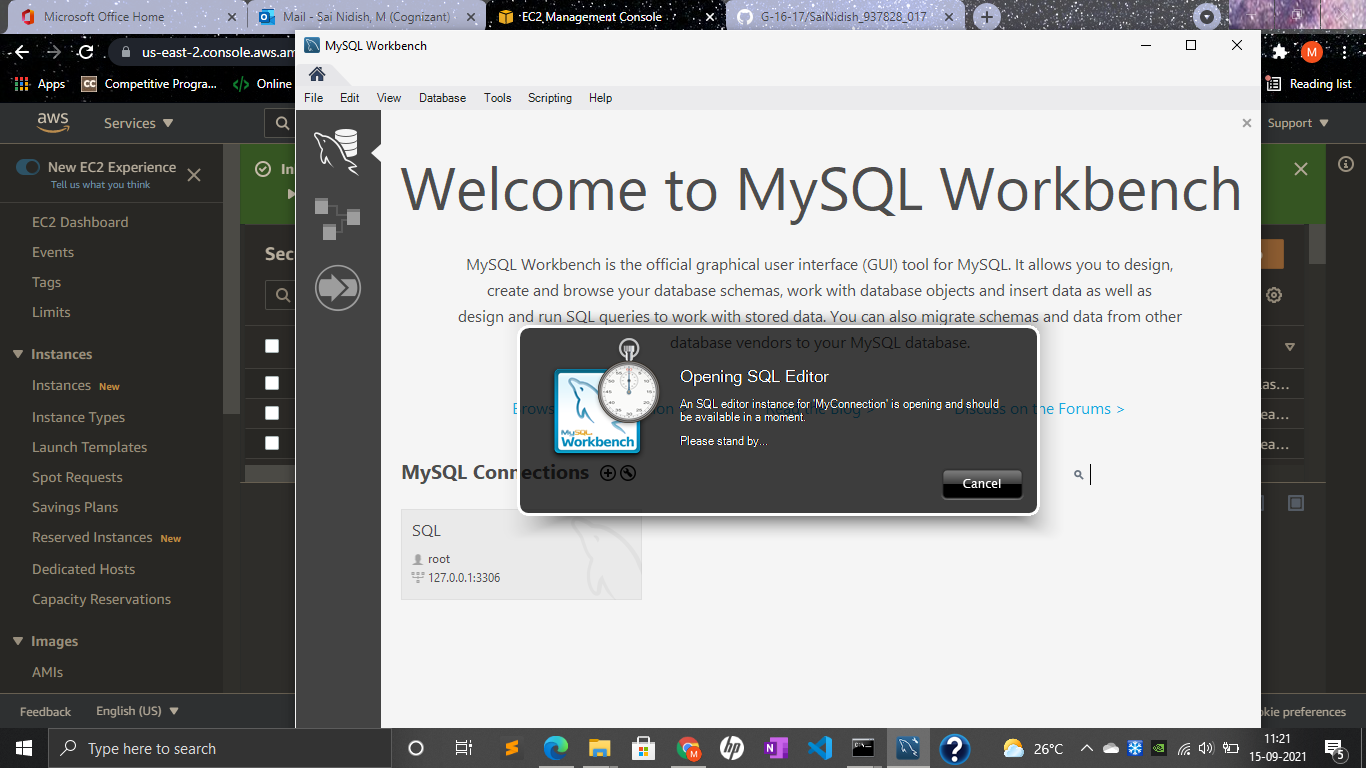 Microsoft Office Home
Mail - Sai Nidish, M (Cognizant)
EC2 Management Console
G-16-17/SaiNidish_937828_017
us-east-2.console.aws.am
M
Apps
CC
Competitive Progra...
Online
Reading list
MySQL Workbench
File
Edit
View
Database
Tools
Scripting
Help
aws
Services
Support
New EC2 Experience
Tell us what you think
EC2 Dashboard
Events
Tags
Limits
Instances
Instances New
Instance Types
Launch Templates
Spot Requests
Savings Plans
Reserved Instances New
Dedicated Hosts
Capacity Reservations
Images
AMIs
In
Sec
Welcome to MySQL Workbench
MySQL Workbench is the official graphical user interface (GUI) tool for MySQL. It allows you to design,
create and browse your database schemas, work with database objects and insert data as well as
design and run SQL queries to work with stored data. You can also migrate schemas and data from other
database vendors to your MySQL database.
Discuss on the Forums >
Opening SQL Editor
An SQL editor instance for 'MyConnection' is opening and should
be available in a moment.
Please stand by...
MySQL
Workbench
Cancel
MySQL Connections
SQL
root
127.0.0.1:3306
as...
ea...
ea...
Feedback
English (US)
kie preferences
Type here to search
26°C
11:21
15-09-2021
5